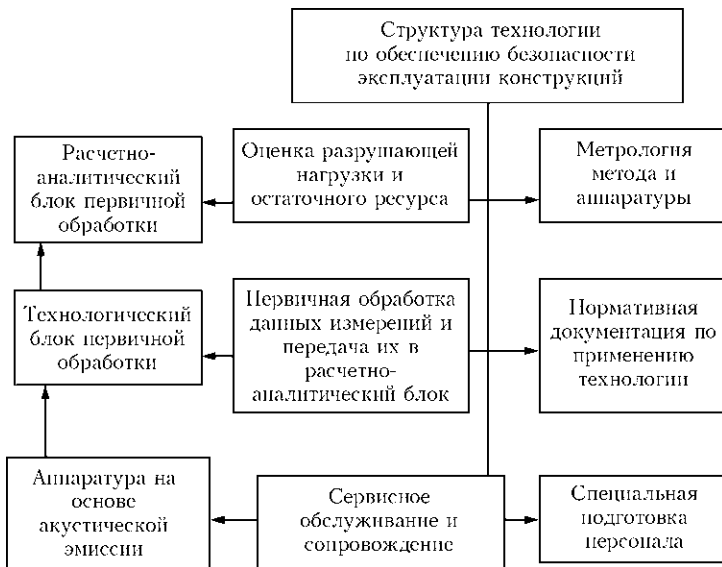 Структура технологии
по обеспечению безопасности
эксплуатации конструкций
Расчетно-
аналитический
блок первичной
обработки
Оценка разрушающей
нагрузки и
остаточного ресурса
Метрология
метода и
аппаратуры
Технологический
блок первичной
обработки
Первичная обработка
данных измерений и
передача их в
расчетно-
аналитический блок
Нормативная
документация по
применению
технологии
Аппаратура на
основе
акустической
эмиссии
Сервисное
обслуживание и
сопровождение
Специальная
подготовка
персонала